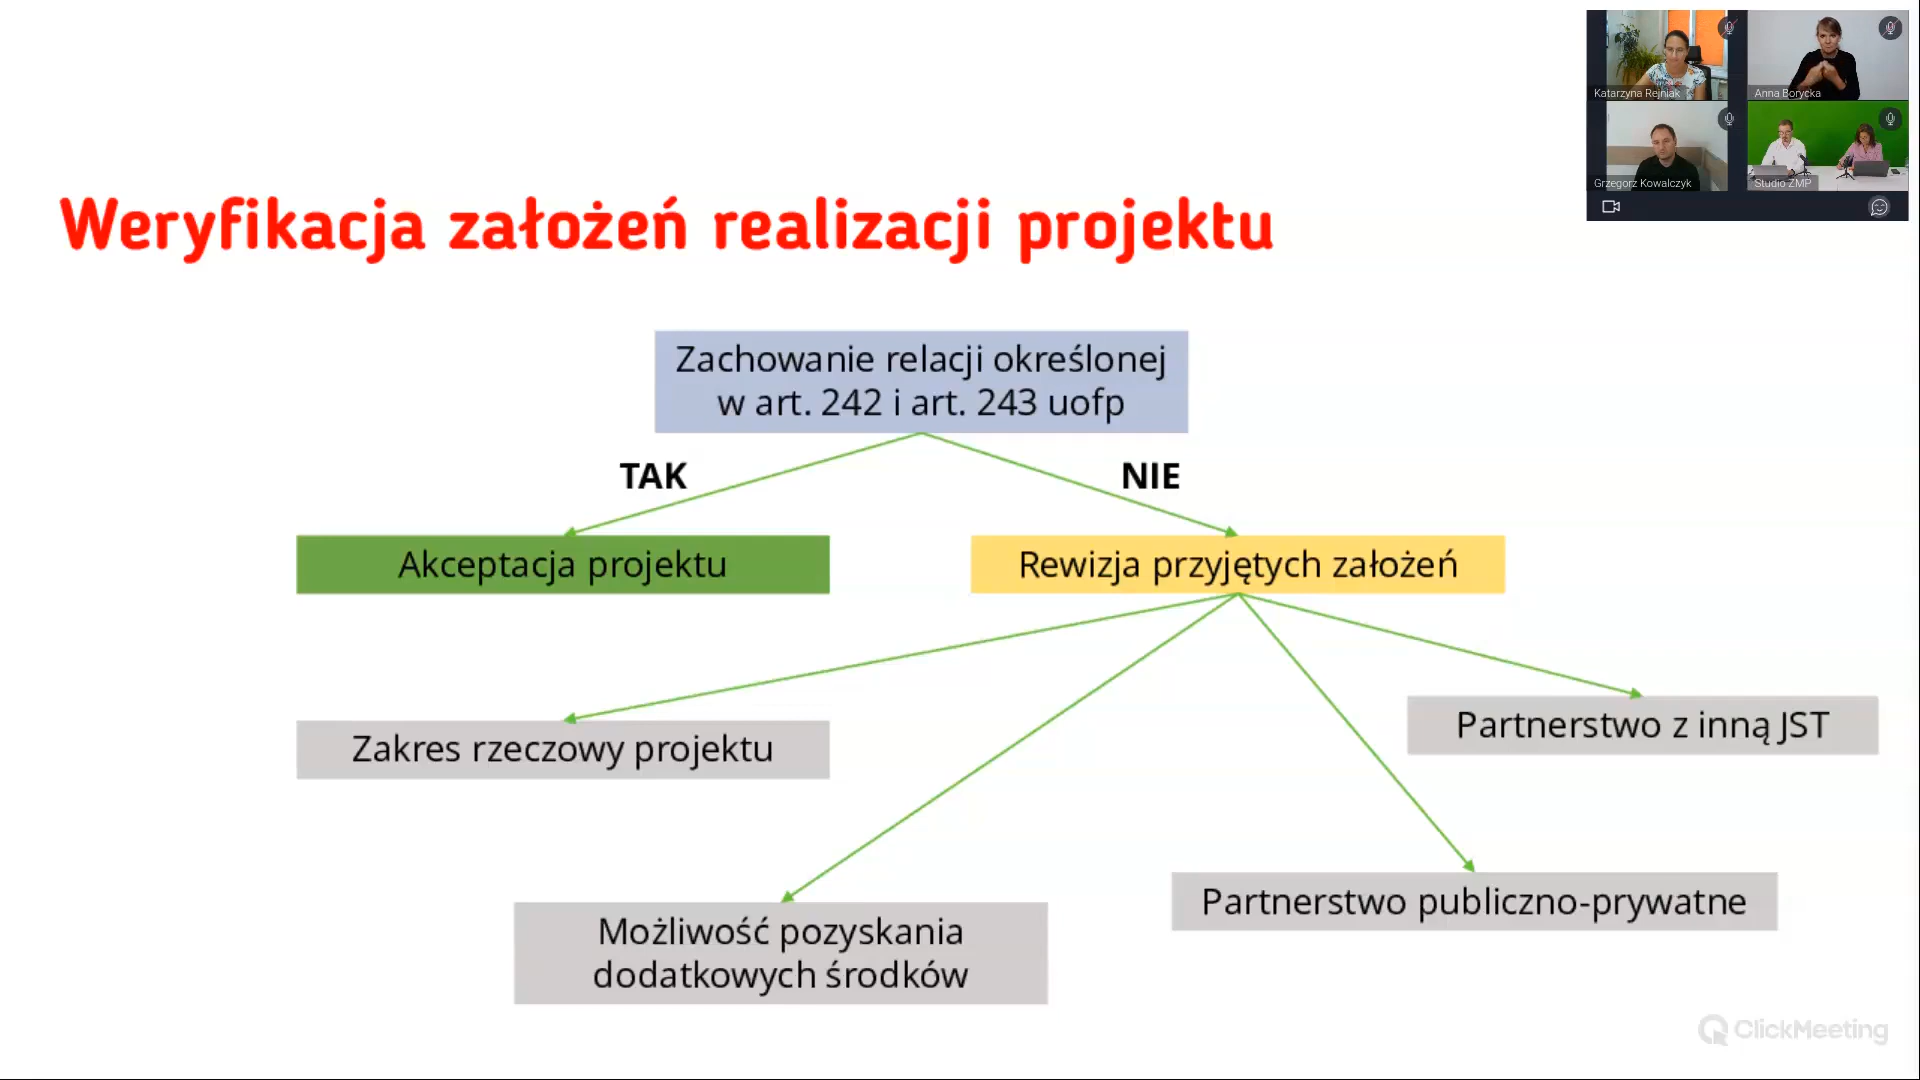 Katarzyna Rejniak
Anna Borycka
Grzegorz Kowalczyk
Studio ZMP
Weryfikacja założeń realizacji projektu
Zachowanie relacji określonej
w art. 242 i art. 243 uofp
TAK
NIE
Akceptacja projektu
Rewizja przyjętych założeń
Zakres rzeczowy projektu
Partnerstwo z inną JST
Możliwość pozyskania
dodatkowych środków
Partnerstwo publiczno-prywatne
ClickMeeting